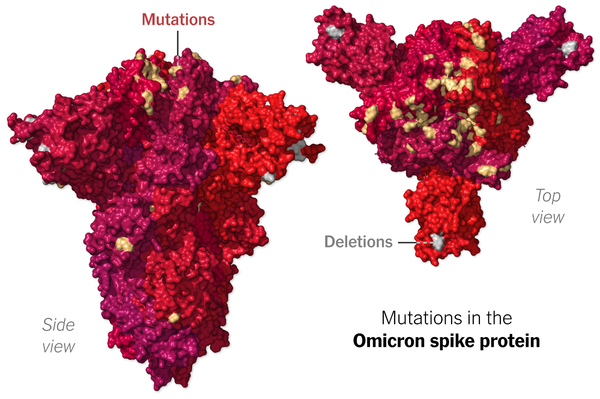 Mutations
Top
view
Deletions
Side
view
Mutations in the
Omicron spike protein